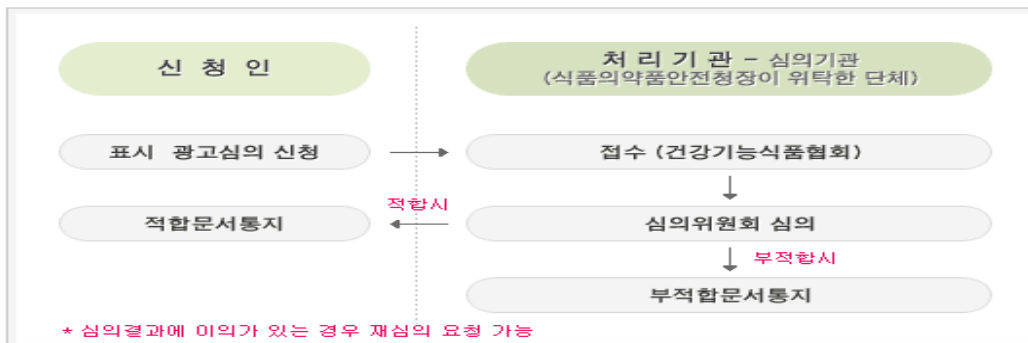 신 청 인
처 리 기 관 - 심의기관
(식품의약품안전청장이 위탁한 단체)
표시 광고심의 신청
접수 (건강기능식품협회)
적합시
적합문서통지
심의위원회 심의
부적합시
부적합문서통지
* 심의결과에 이의가 있는 경우 재심의 요청 가능